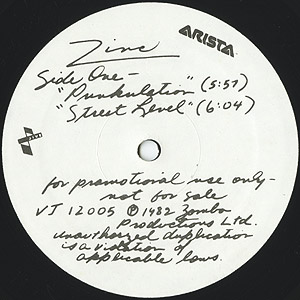 ARISTA
Zinc
Side One-
"Punkulation" (5:57)
"Street Level" (6:04)
for promotional use only-
not for sale
VJ 12005 ℗ 1982 Zomba
Productions Ltd.
unauthorized duplication
is a violation of
applicable laws.